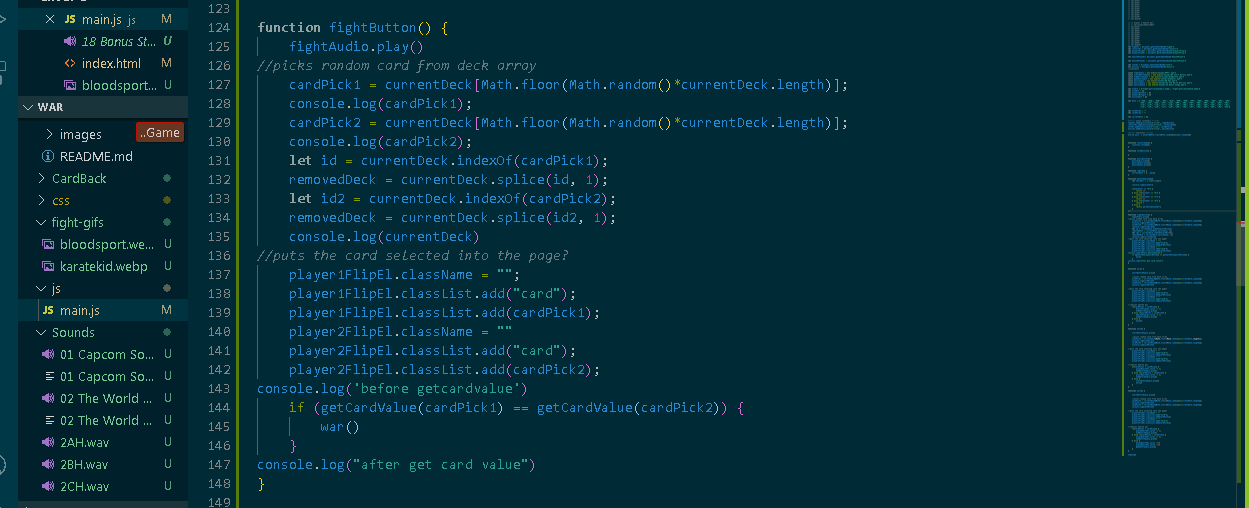 main.js js M
18 Bonus St... U
index.html M
bloodsport... U
WAR
images
..Game
README.md
CardBack
css
fight-gifs
bloodsport.we... U
karatekid.webp U
js
main.js M
Sounds
01 Capcom So... U
01 Capcom So... U
02 The World ... U
02 The World ... U
2AH.wav U
2BH.wav U
2CH.wav U
123
124 function fightButton() {
125 fightAudio.play()
126 //picks random card from deck array
127 cardPick1 = currentDeck[Math.floor(Math.random()*currentDeck.length)];
128 console.log(cardPick1);
129 cardPick2 = currentDeck[Math.floor(Math.random()*currentDeck.length)];
130 console.log(cardPick2);
131 let id = currentDeck.indexOf(cardPick1);
132 removedDeck = currentDeck.splice(id, 1);
133 let id2 = currentDeck.indexOf(cardPick2);
134 removedDeck = currentDeck.splice(id2, 1);
135 console.log(currentDeck)
136 //puts the card selected into the page?
137 player1FlipEl.className = "";
138 player1FlipEl.classList.add("card");
139 player1FlipEl.classList.add(cardPick1);
140 player2FlipEl.className = ""
141 player2FlipEl.classList.add("card");
142 player2FlipEl.classList.add(cardPick2);
143 console.log('before getcardvalue')
144 if (getCardValue(cardPick1) == getCardValue(cardPick2)) {
145 war()
146 }
147 console.log("after get card value")
148 }
149